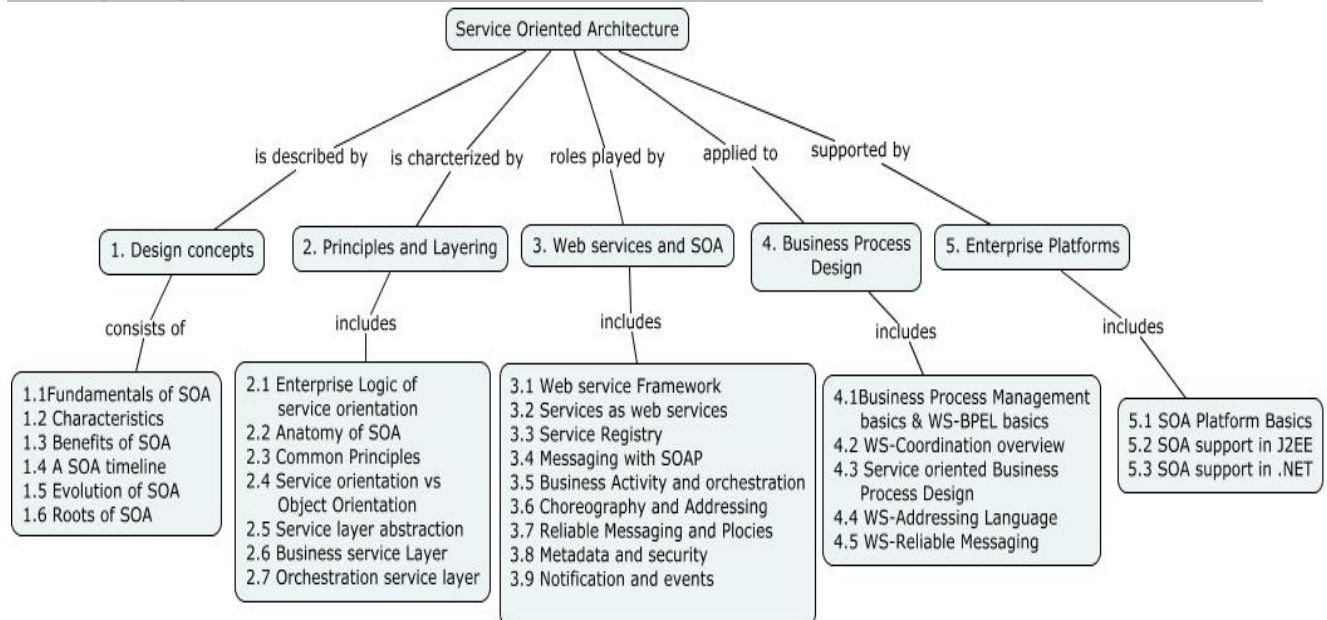 Service Oriented Architecture
is described by
is charcterized by
roles played by
applied to
supported by
1. Design concepts
2. Principles and Layering
3. Web services and SOA
4. Business Process
Design
5. Enterprise Platforms
consists of
includes
includes
includes
includes
1.1Fundamentals of SOA
1.2 Characteristics
1.3 Benefits of SOA
1.4 A SOA timeline
1.5 Evolution of SOA
1.6 Roots of SOA
2.1 Enterprise Logic of
service orientation
2.2 Anatomy of SOA
2.3 Common Principles
2.4 Service orientation vs
Object Orientation
2.5 Service layer abstraction
2.6 Business service Layer
2.7 Orchestration service layer
3.1 Web service Framework
3.2 Services as web services
3.3 Service Registry
3.4 Messaging with SOAP
3.5 Business Activity and orchestration
3.6 Choreography and Addressing
3.7 Reliable Messaging and Plocies
3.8 Metadata and security
3.9 Notification and events
4.1Business Process Management
basics & WS-BPEL basics
4.2 WS-Coordination overview
4.3 Service oriented Business
Process Design
4.4 WS-Addressing Language
4.5 WS-Reliable Messaging
5.1 SOA Platform Basics
5.2 SOA support in J2EE
5.3 SOA support in .NET